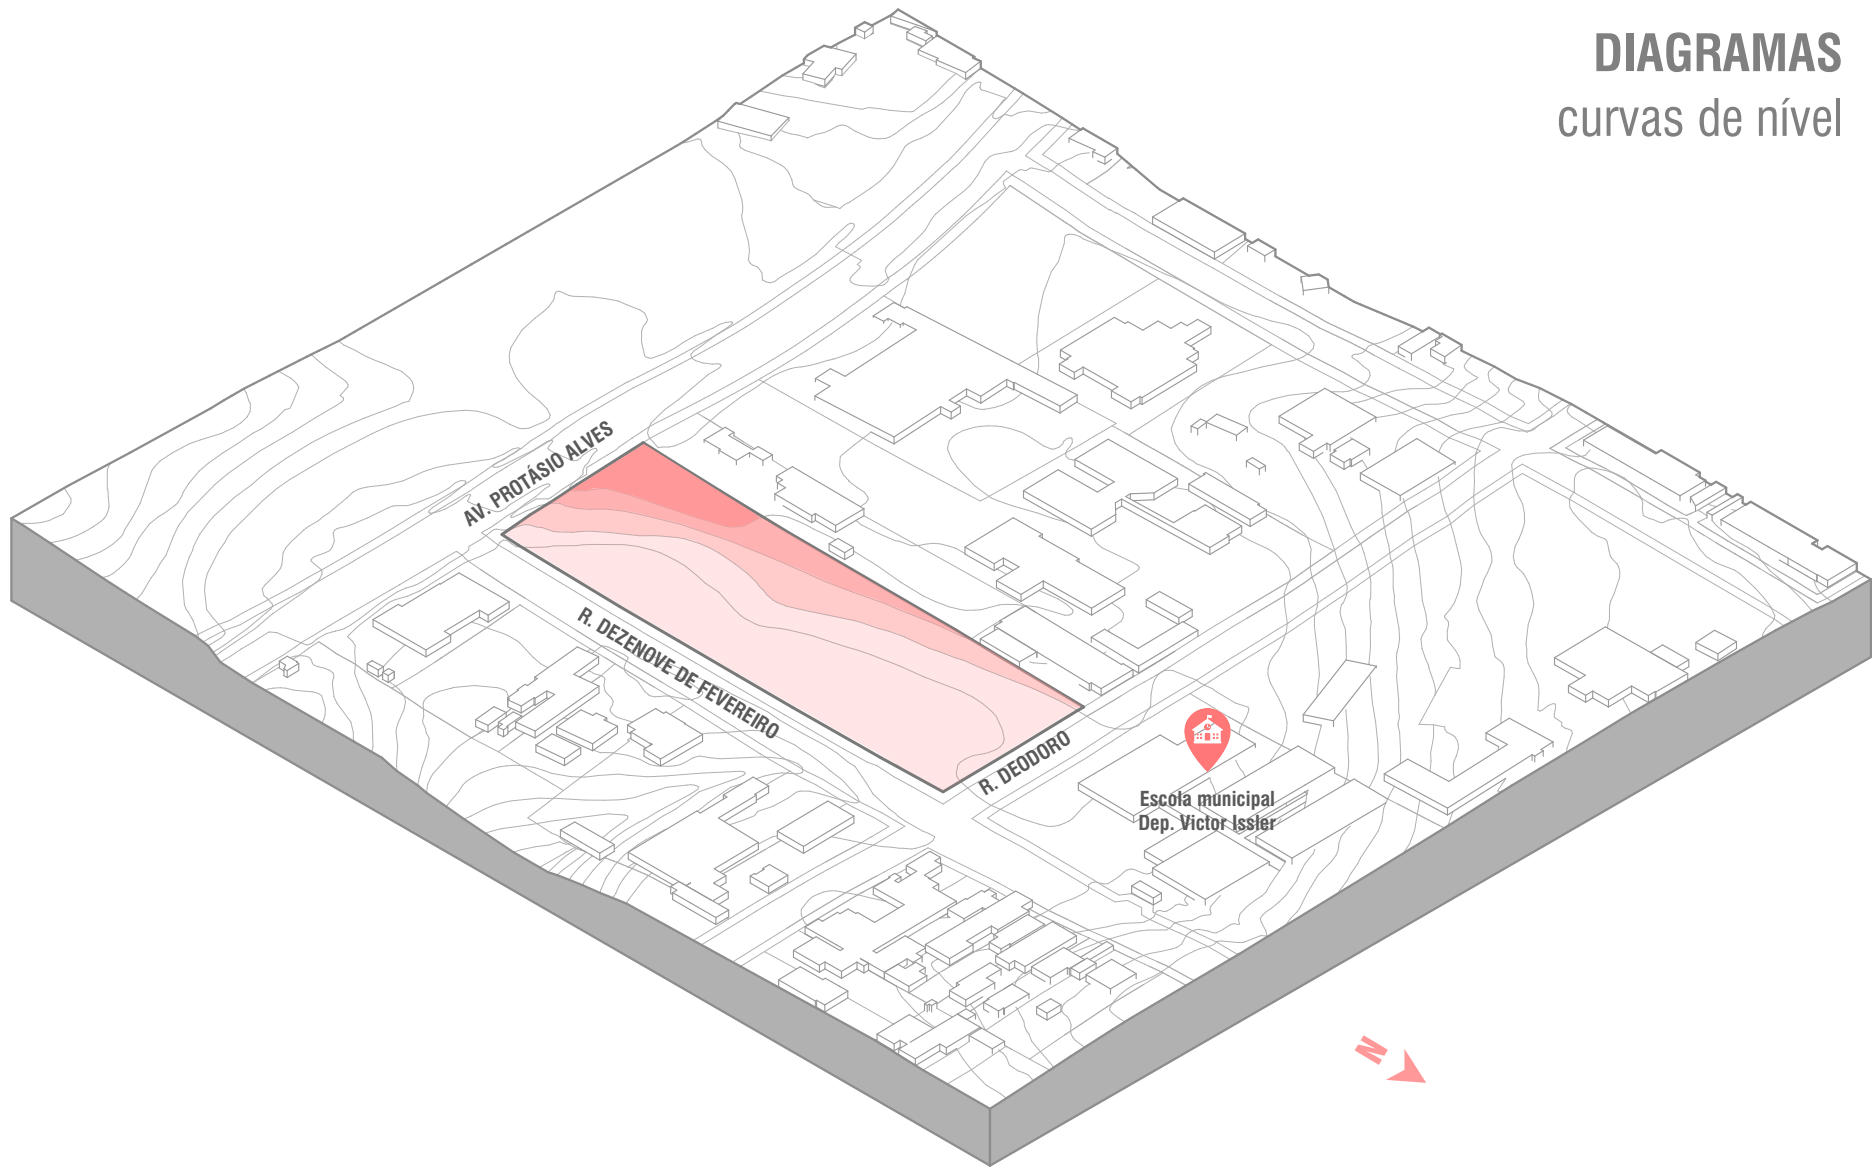 DIAGRAMAS
curvas de nível
AV. PROTÁSIO ALVES
R. DEZENOVE DE FEVEREIRO
R. DEODORO
Escola municipal
Dep. Victor Issler
N